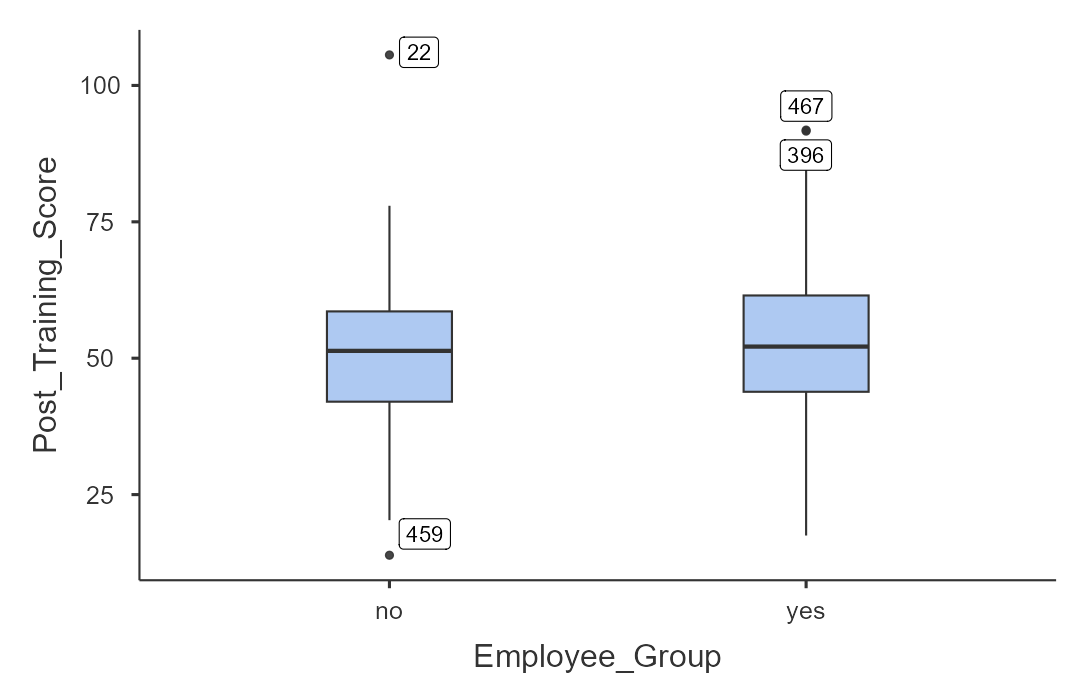 22
100
467
396
75
50
25
459
no
yes
Employee_Group
Post_Training_Score